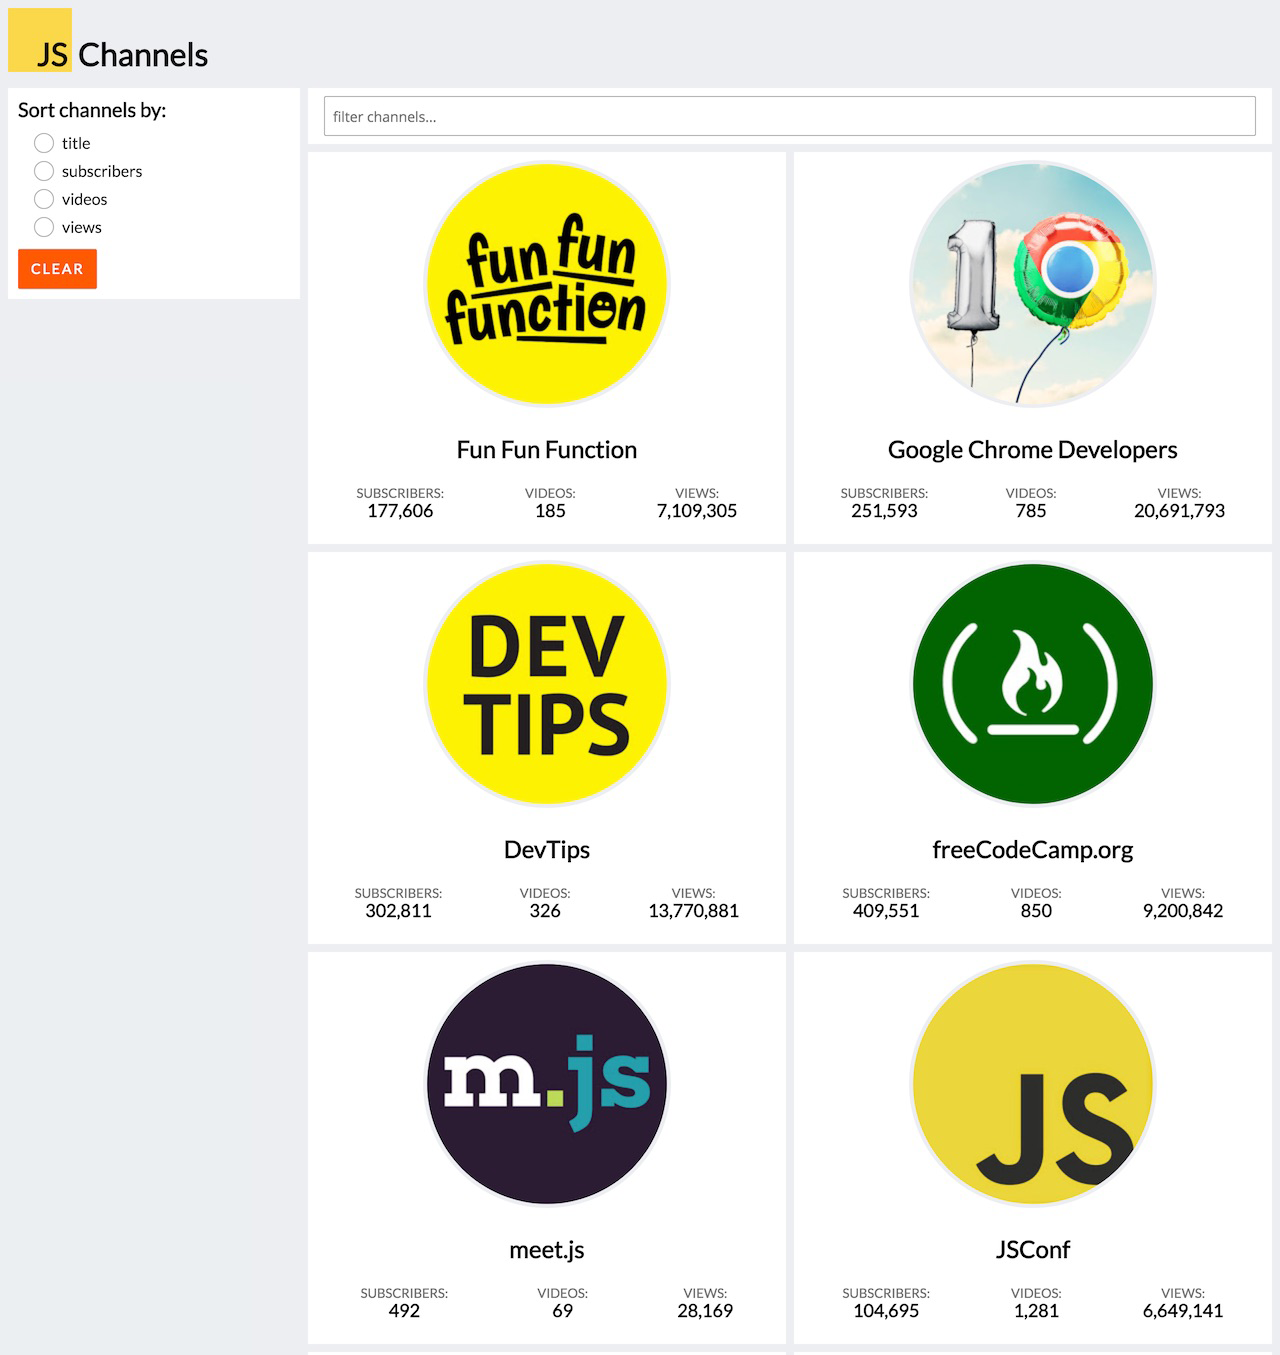 JS Channels
Sort channels by:
title
subscribers
videos
views
CLEAR
filter channels...
fun fun
function
Fun Fun Function
SUBSCRIBERS: VIDEOS: VIEWS:
177,606 185 7,109,305
10
Google Chrome Developers
SUBSCRIBERS: VIDEOS: VIEWS:
251,593 785 20,691,793
DEV
TIPS
DevTips
SUBSCRIBERS: VIDEOS: VIEWS:
302,811 326 13,770,881
freeCodeCamp.org
SUBSCRIBERS: VIDEOS: VIEWS:
409,551 850 9,200,842
m.js
meet.js
SUBSCRIBERS: VIDEOS: VIEWS:
492 69 28,169
JS
JSConf
SUBSCRIBERS: VIDEOS: VIEWS:
104,695 1,281 6,649,141